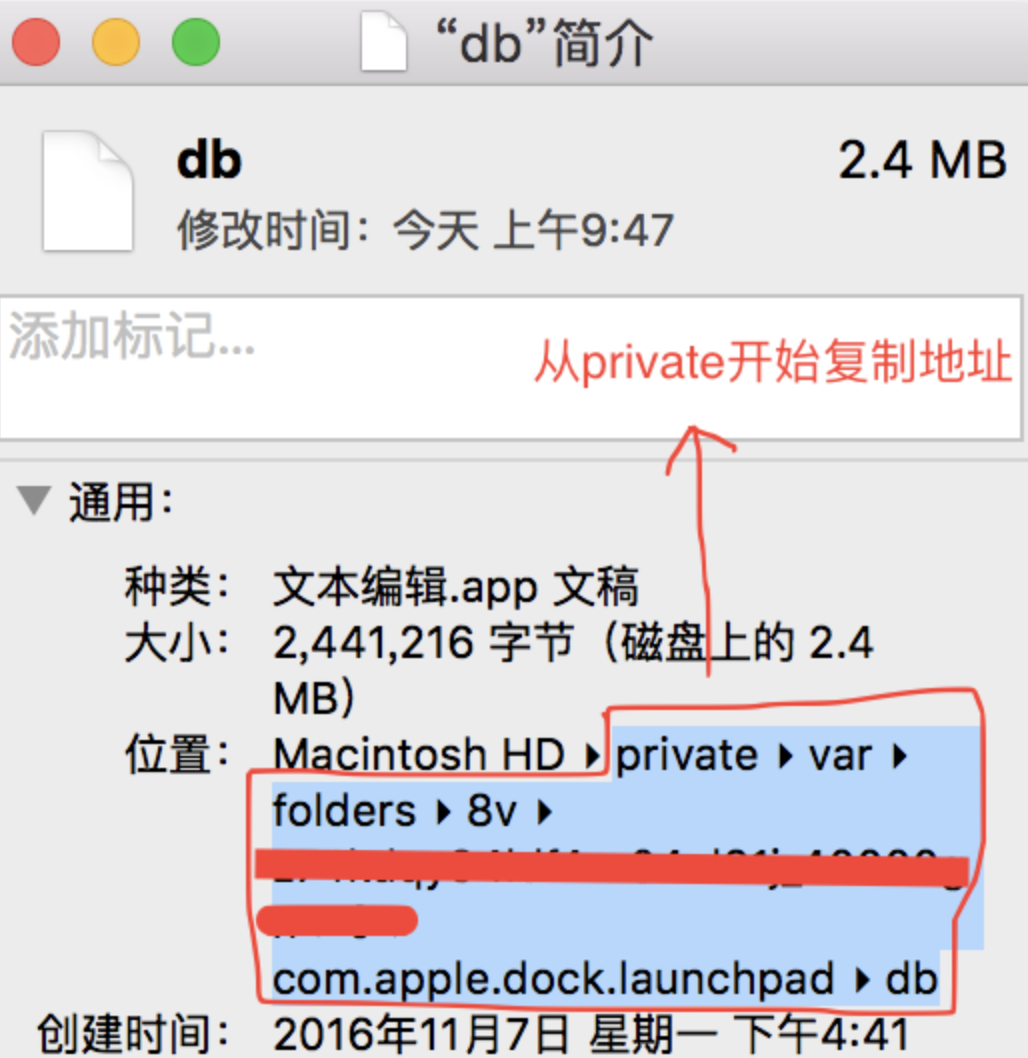 “db”简介
db
2.4 MB
修改时间：今天 上午9:47
添加标记...
从private开始复制地址
通用：
种类： 文本编辑.app 文稿
大小： 2,441,216 字节（磁盘上的 2.4
MB）
位置： Macintosh HD ▸ private ▸ var ▸
folders ▸ 8v ▸
com.apple.dock.launchpad ▸ db
创建时间： 2016年11月7日 星期一 下午4:41